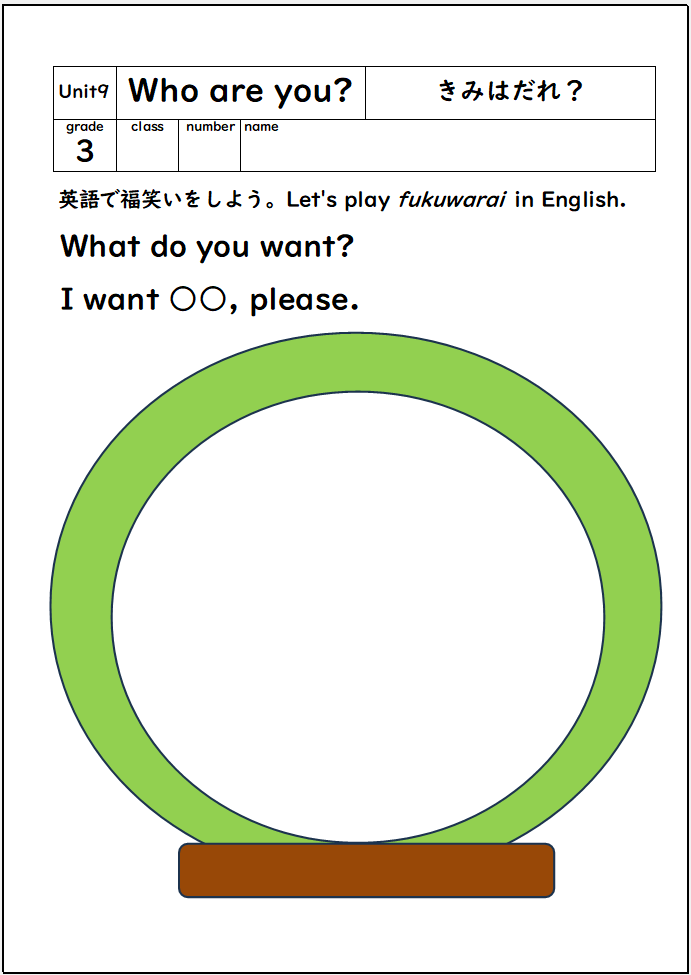 Unit9 Who are you? きみはだれ？
grade class number name
3
英語で福笑いをしよう。Let's play fukuwarai in English.
What do you want?
I want 〇〇, please.